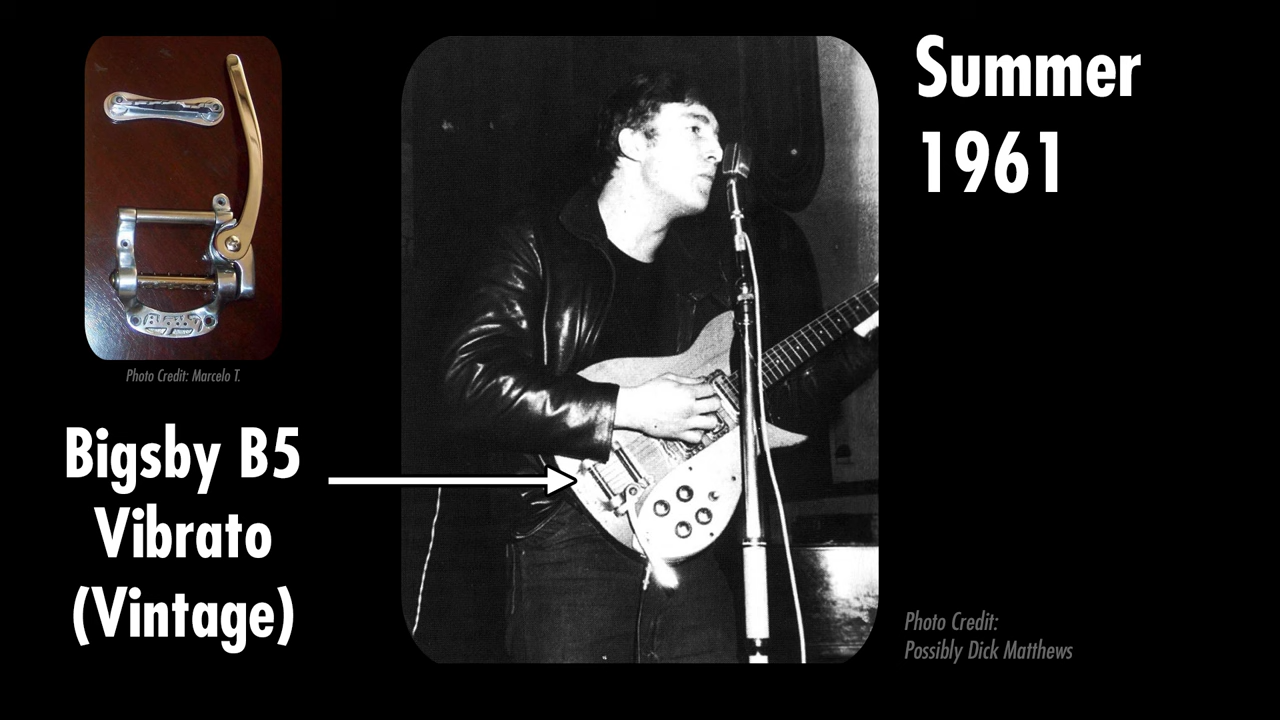 Summer
1961
Photo Credit: Marcelo T.
Bigsby B5
Vibrato
(Vintage)
Photo Credit:
Possibly Dick Matthews